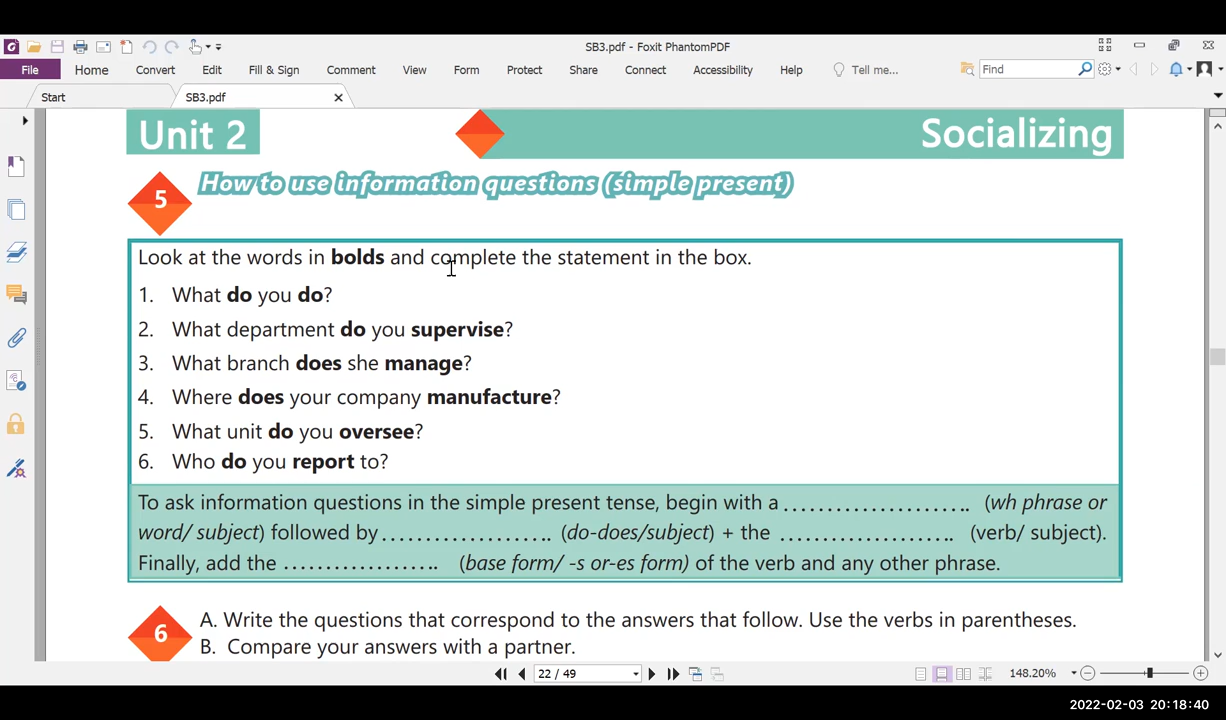 SB3.pdf - Foxit PhantomPDF
File Home Convert Edit Fill & Sign Comment View Form Protect Share Connect Accessibility Help Tell me... Find
Start SB3.pdf
Unit 2 Socializing
5 How to use information questions (simple present)
Look at the words in bolds and complete the statement in the box.
1. What do you do?
2. What department do you supervise?
3. What branch does she manage?
4. Where does your company manufacture?
5. What unit do you oversee?
6. Who do you report to?
To ask information questions in the simple present tense, begin with a ...................... (wh phrase or
word/ subject) followed by.................... (do-does/subject) + the .................... (verb/ subject).
Finally, add the .................. (base form/ -s or-es form) of the verb and any other phrase.
6 A. Write the questions that correspond to the answers that follow. Use the verbs in parentheses.
B. Compare your answers with a partner.
22 / 49 148.20%
2022-02-03 20:18:40